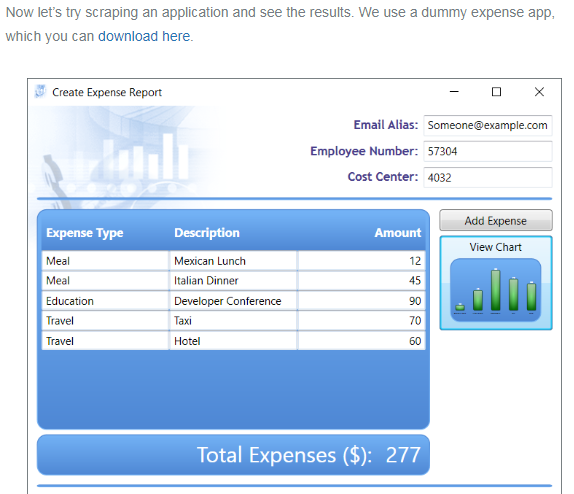 Now let's try scraping an application and see the results. We use a dummy expense app,
which you can download here.
Create Expense Report
Email Alias: Someone@example.com
Employee Number: 57304
Cost Center: 4032
Expense Type Description Amount
Add Expense
View Chart
Meal Mexican Lunch 12
Meal Italian Dinner 45
Education Developer Conference 90
Travel Taxi 70
Travel Hotel 60
Total Expenses ($): 277